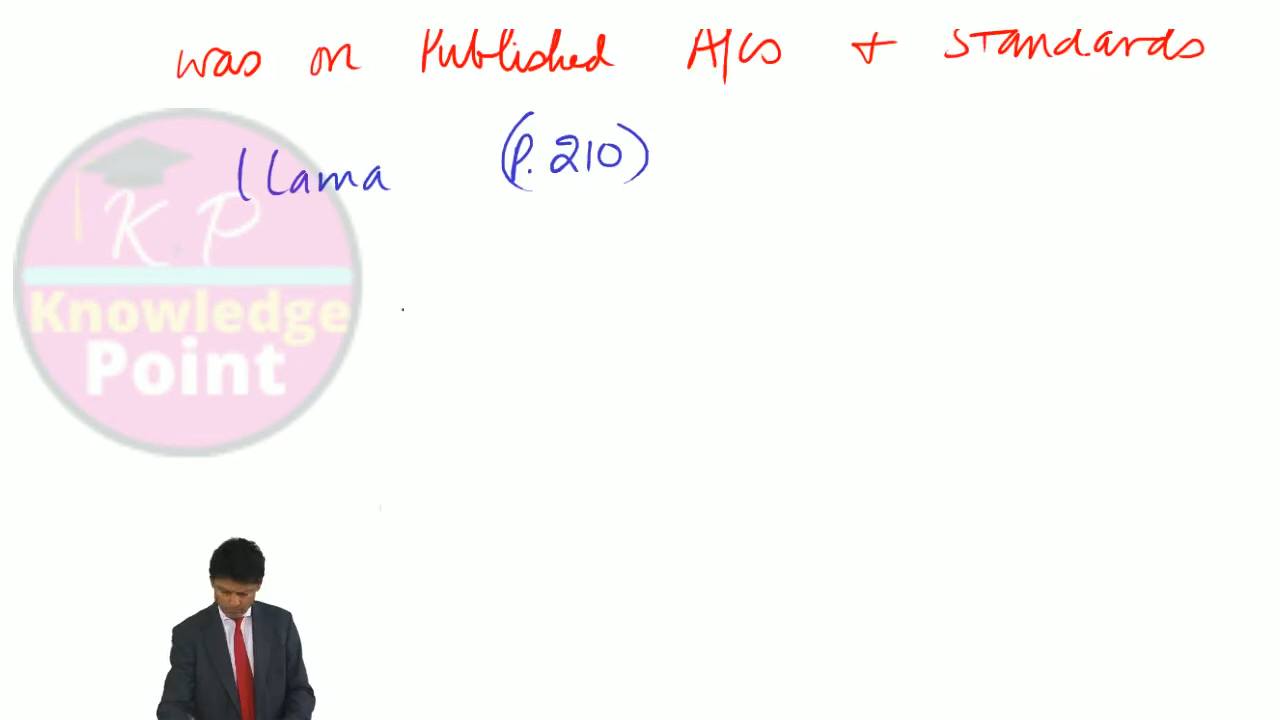 was on Published A/cs + Standards
Llama (P. 210)
K.P
Knowledge
Point